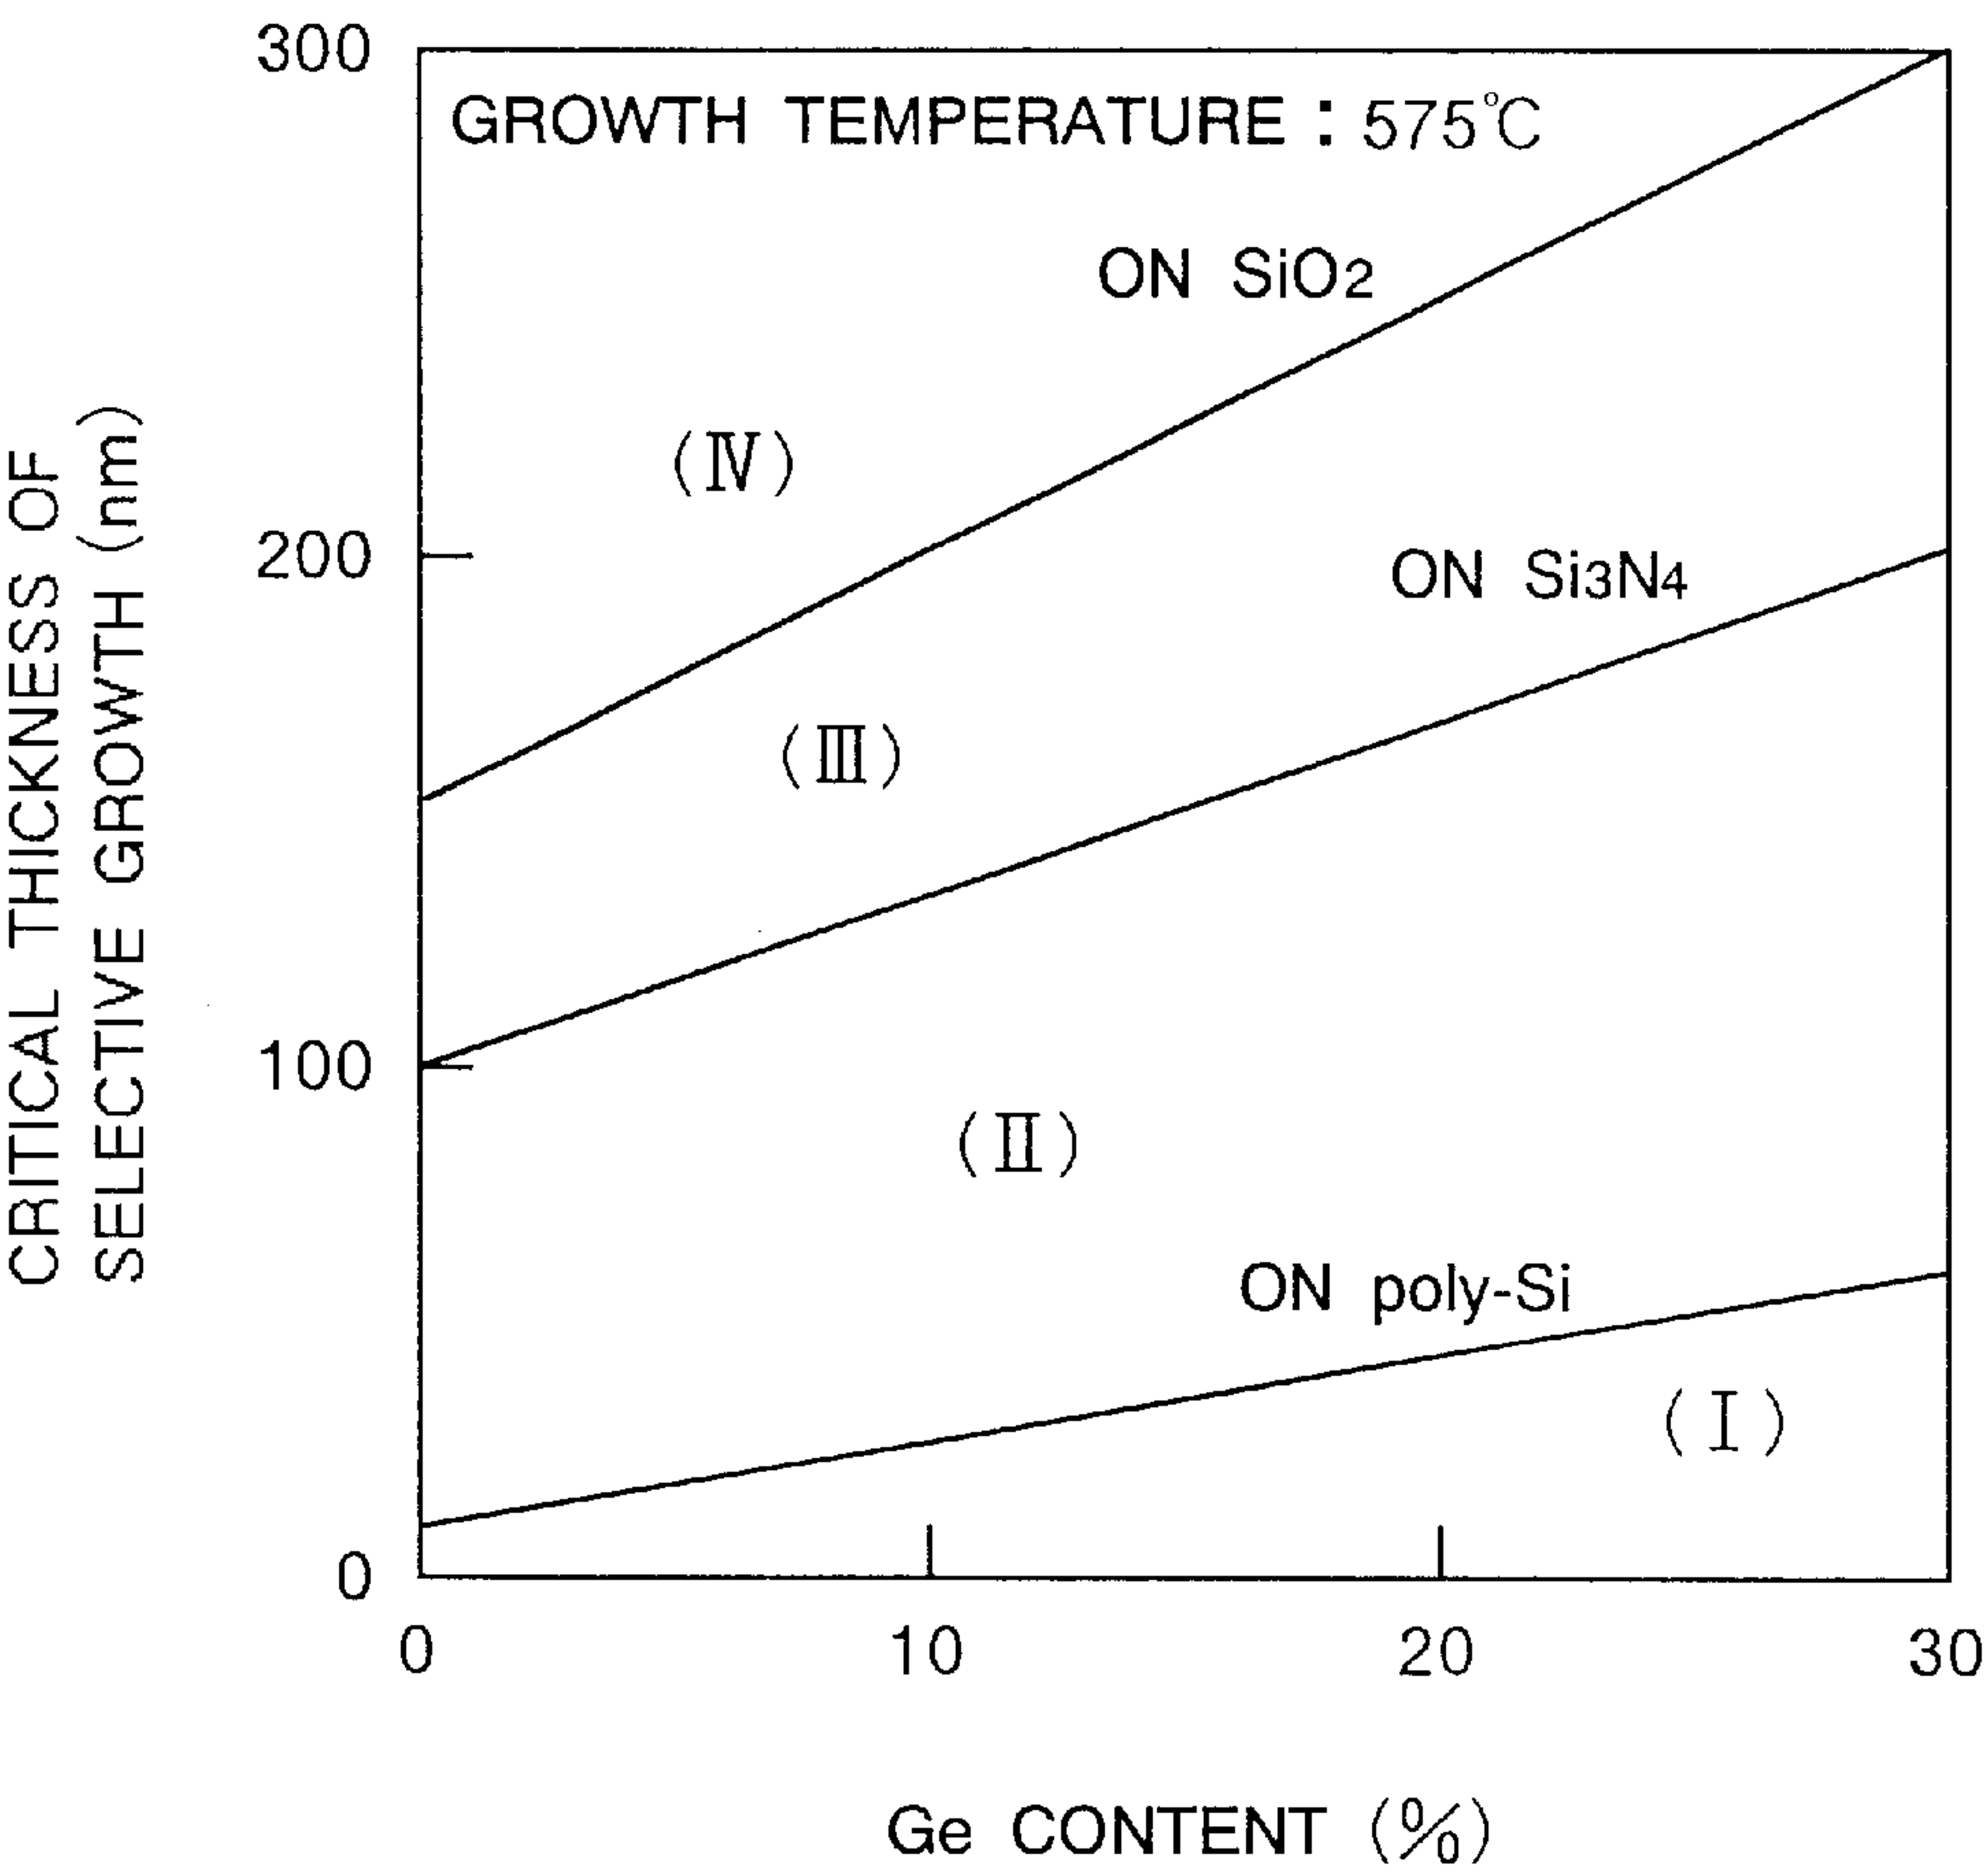 CRITICAL THICKNESS OF
SELECTIVE GROWTH (nm)
300
200
100
0
GROWTH TEMPERATURE : 575°C
ON SiO2
(Ⅳ)
ON Si3N4
(Ⅲ)
(Ⅱ)
ON poly-Si
(Ⅰ)
0 10 20 30
Ge CONTENT (%)